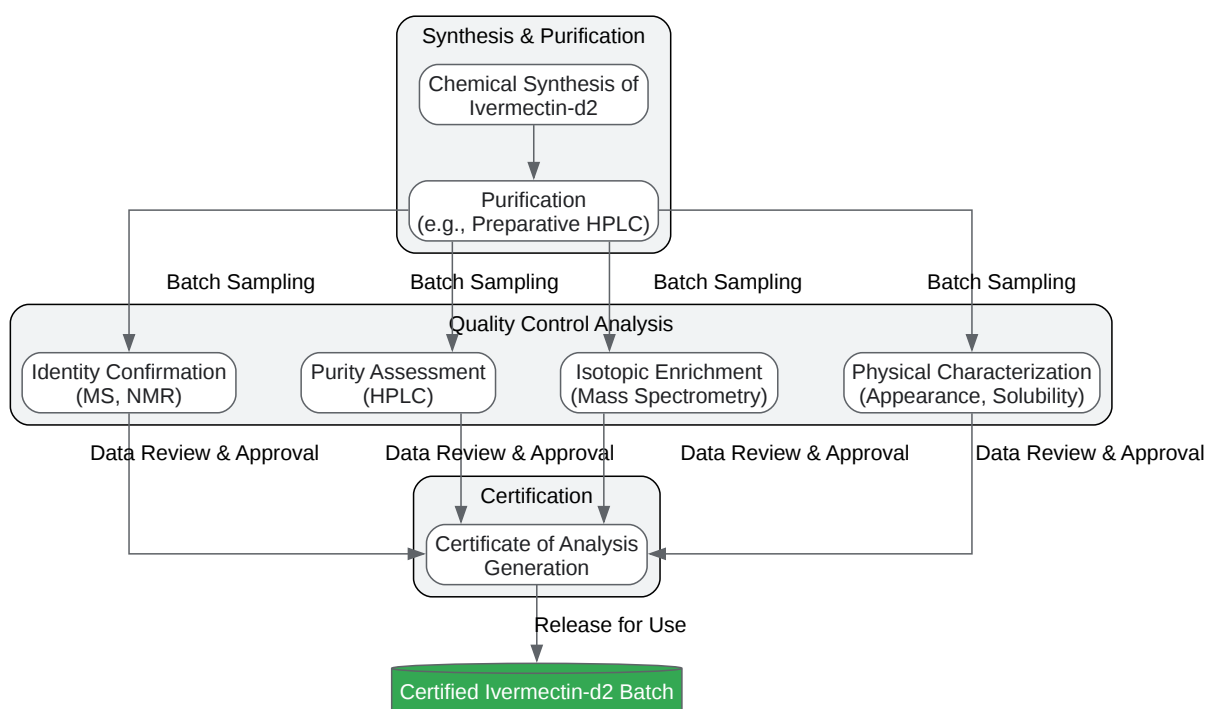 Synthesis & Purification
Chemical Synthesis of
Ivermectin-d2
Purification
(e.g., Preparative HPLC)
Batch Sampling
Batch Sampling
Batch Sampling
Batch Sampling
Quality Control Analysis
Identity Confirmation
(MS, NMR)
Purity Assessment
(HPLC)
Isotopic Enrichment
(Mass Spectrometry)
Physical Characterization
(Appearance, Solubility)
Data Review & Approval
Data Review & Approval
Data Review & Approval
Data Review & Approval
Certification
Certificate of Analysis
Generation
Release for Use
Certified Ivermectin-d2 Batch